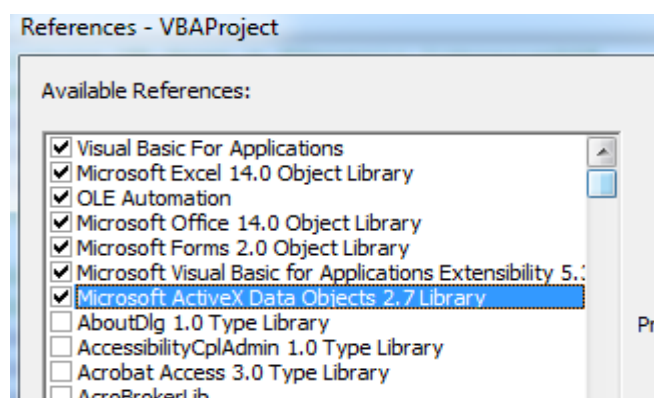 References - VBAProject
Available References:
Visual Basic For Applications
Microsoft Excel 14.0 Object Library
OLE Automation
Microsoft Office 14.0 Object Library
Microsoft Forms 2.0 Object Library
Microsoft Visual Basic for Applications Extensibility 5.
Microsoft ActiveX Data Objects 2.7 Library
AboutDlg 1.0 Type Library
Pr
AccessibilityCplAdmin 1.0 Type Library
Acrobat Access 3.0 Type Library
AcroBrokerLib